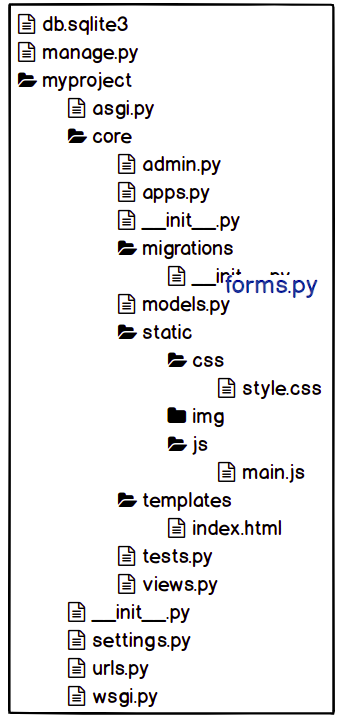 db.sqlite3
manage.py
myproject
asgi.py
core
admin.py
apps.py
__init__.py
migrations
forms.py
models.py
static
css
style.css
img
js
main.js
templates
index.html
tests.py
views.py
__init__.py
settings.py
urls.py
wsgi.py